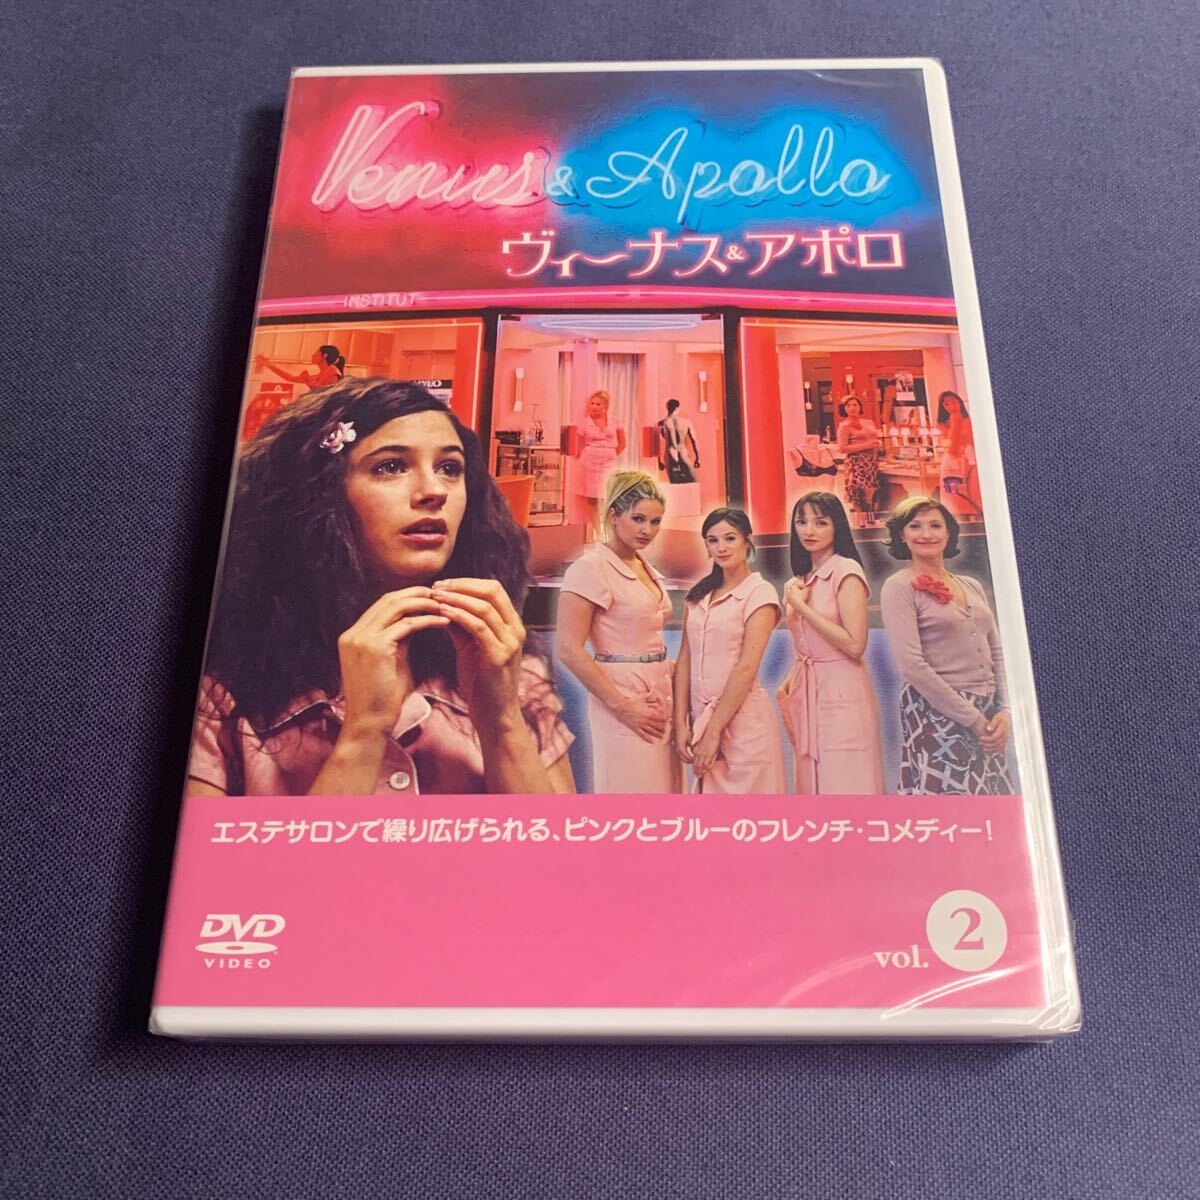 Venus & Apollo
ヴィーナス&アポロ
INSTITUT
エステサロンで繰り広げられる、ピンクとブルーのフレンチ・コメディー!
DVD
VIDEO
vol. 2